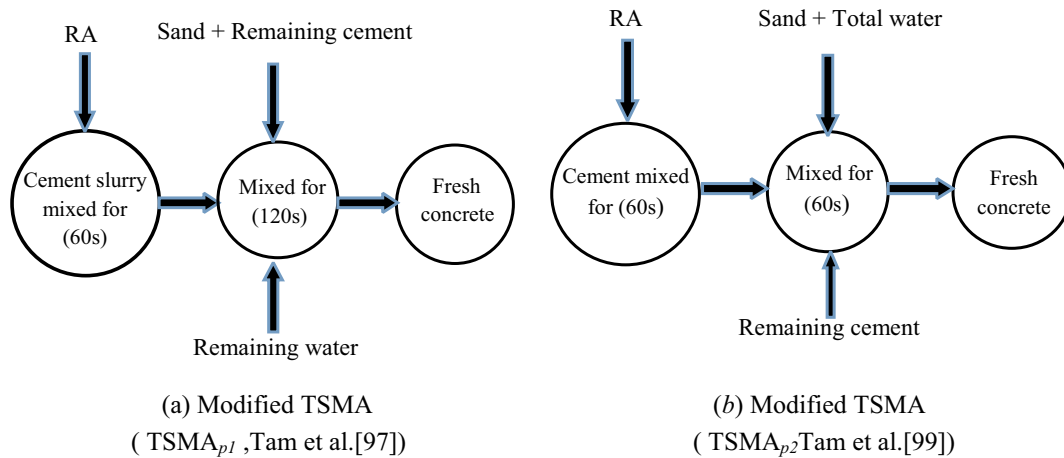 RA
Sand + Remaining cement
Cement slurry
mixed for
(60s)
Mixed for
(120s)
Fresh
concrete
Remaining water
(a) Modified TSMA
( TSMAp1 ,Tam et al.[97])
RA
Sand + Total water
Cement mixed
for (60s)
Mixed for
(60s)
Fresh
concrete
Remaining cement
(b) Modified TSMA
( TSMAp2Tam et al.[99])